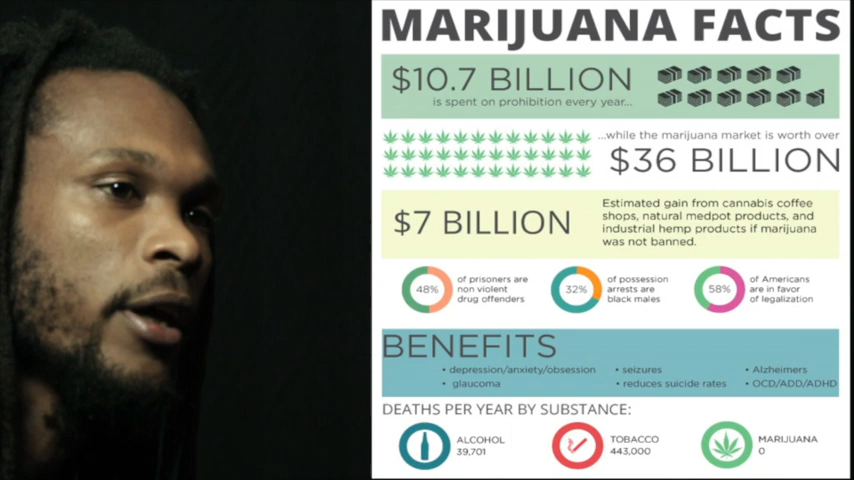 MARIJUANA FACTS
$10.7 BILLION
is spent on prohibition every year...
...while the marijuana market is worth over
$36 BILLION
$7 BILLION
Estimated gain from cannabis coffee
shops, natural medpot products, and
industrial hemp products if marijuana
was not banned.
48%
of prisoners are
non violent
drug offenders
32%
of possession
arrests are
black males
58%
of Americans
are in favor
of legalization
BENEFITS
• depression/anxiety/obsession
• glaucoma
• seizures
• reduces suicide rates
• Alzheimers
• OCD/ADD/ADHD
DEATHS PER YEAR BY SUBSTANCE:
ALCOHOL
39,701
TOBACCO
443,000
MARIJUANA
0